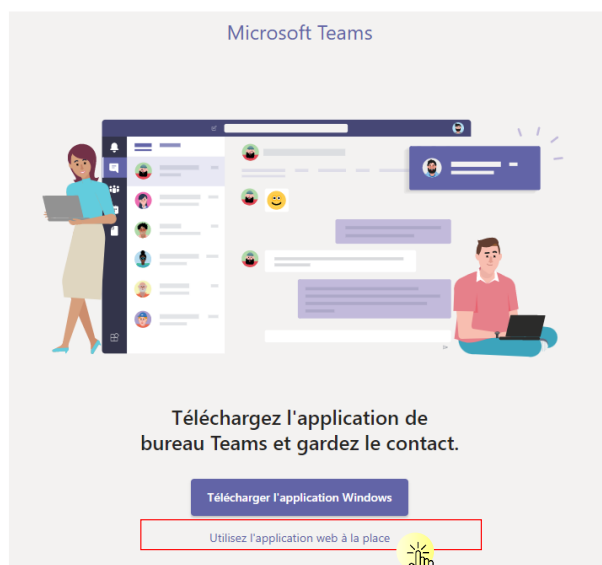 Microsoft Teams
Téléchargez l'application de
bureau Teams et gardez le contact.
Télécharger l'application Windows
Utilisez l'application web à la place